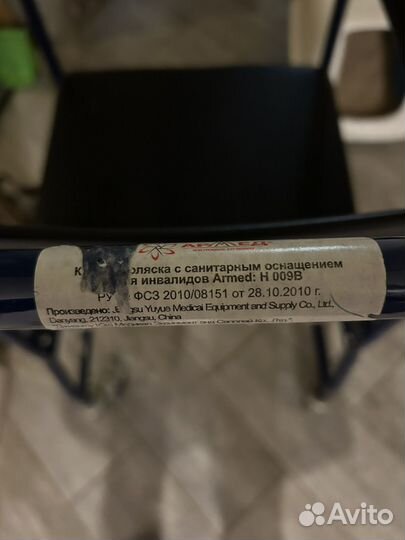 АРМЕД
К ляска с санитарным оснащением
я инвалидов Armed: H 009B
Ру ФСЗ 2010/08151 от 28.10.2010 г.
Произведено: Jiangsu Yuyue Medical Equipment and Supply Co., Ltd.,
Danyang, 212310, Jiangsu, China
Avito